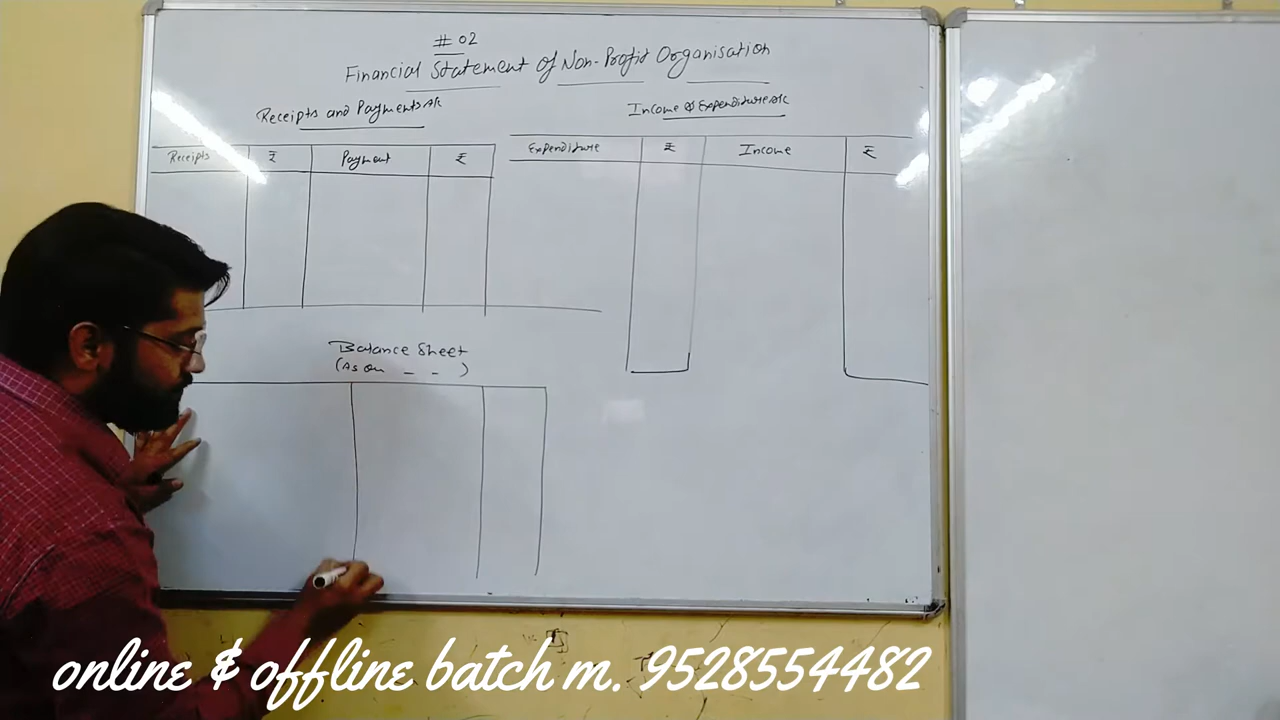 # 02
Financial Statement of Non-Profit Organisation
Receipts and Payments A/c
Income & Expenditure A/c
Receipts ₹ Payment ₹
Expenditure ₹ Income ₹
Balance Sheet
(As on _ _ )
online & offline batch m. 9528554482